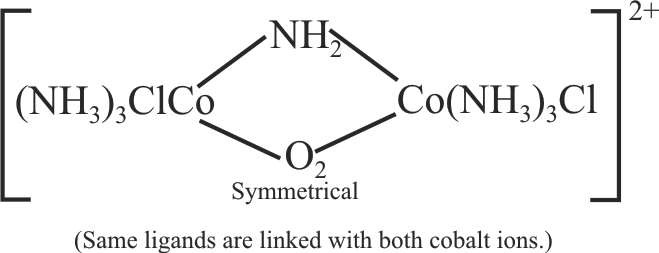 2+
NH₂
(NH₃)₃ClCo Co(NH₃)₃Cl
O₂
Symmetrical
(Same ligands are linked with both cobalt ions.)